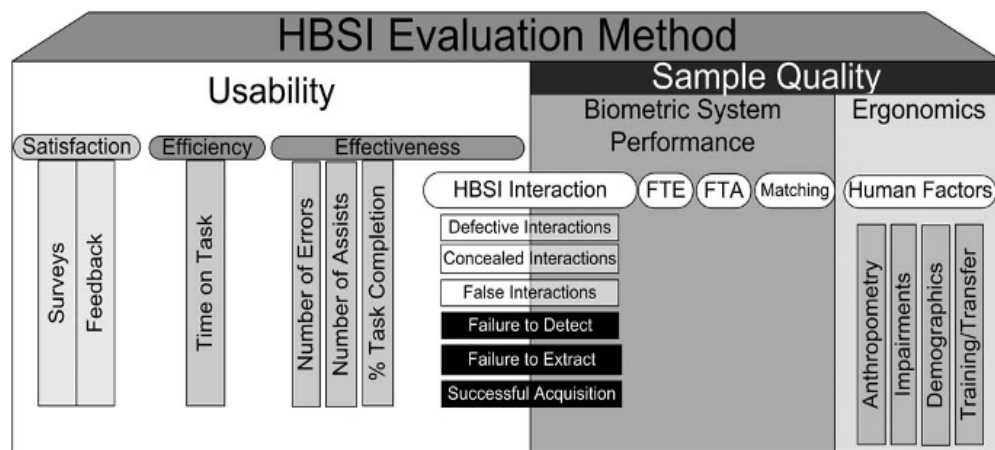 HBSI Evaluation Method
Usability
Sample Quality
Biometric System
Performance
Ergonomics
Satisfaction
Efficiency
Effectiveness
HBSI Interaction
FTE
FTA
Matching
Human Factors
Surveys
Feedback
Time on Task
Number of Errors
Number of Assists
% Task Completion
Defective Interactions
Concealed Interactions
False Interactions
Failure to Detect
Failure to Extract
Successful Acquisition
Anthropometry
Impairments
Demographics
Training/Transfer